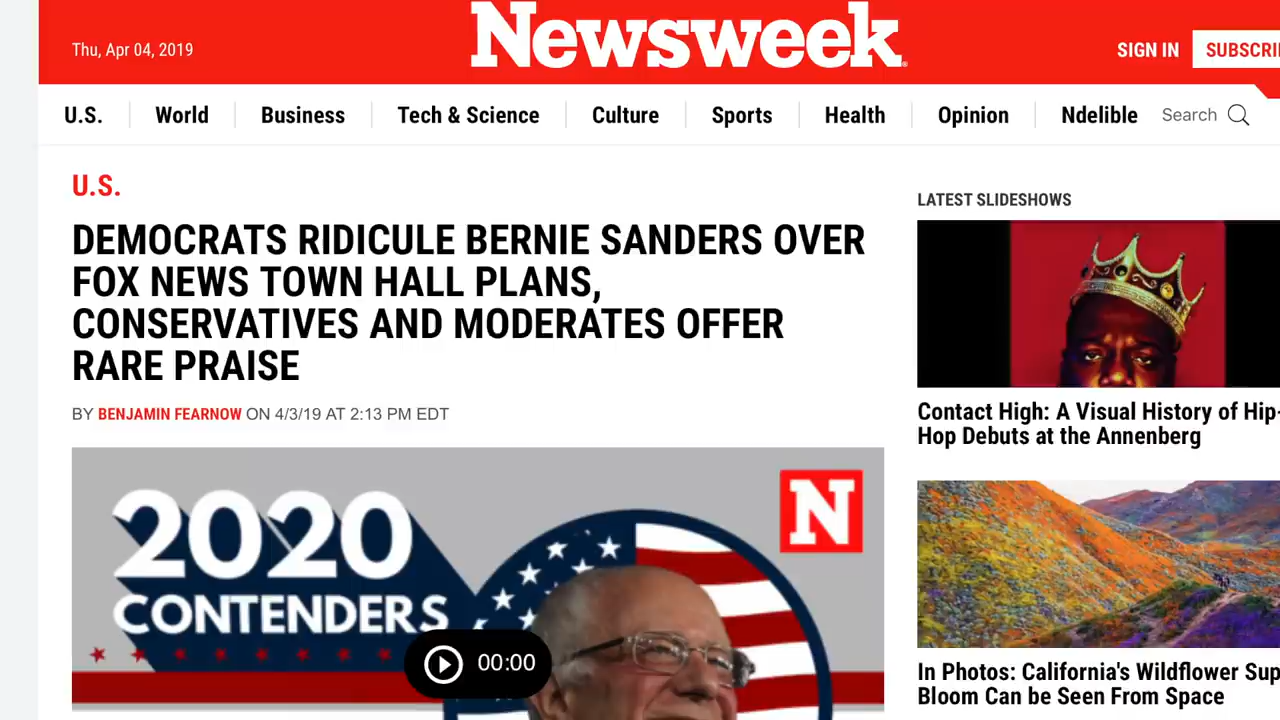 Newsweek
Thu, Apr 04, 2019
SIGN IN
SUBSCRI
U.S.
World
Business
Tech & Science
Culture
Sports
Health
Opinion
Ndelible
Search
U.S.
DEMOCRATS RIDICULE BERNIE SANDERS OVER
FOX NEWS TOWN HALL PLANS,
CONSERVATIVES AND MODERATES OFFER
RARE PRAISE
BY BENJAMIN FEARNOW ON 4/3/19 AT 2:13 PM EDT
2020
CONTENDERS
N
00:00
LATEST SLIDESHOWS
Contact High: A Visual History of Hip-
Hop Debuts at the Annenberg
In Photos: California's Wildflower Sup
Bloom Can be Seen From Space